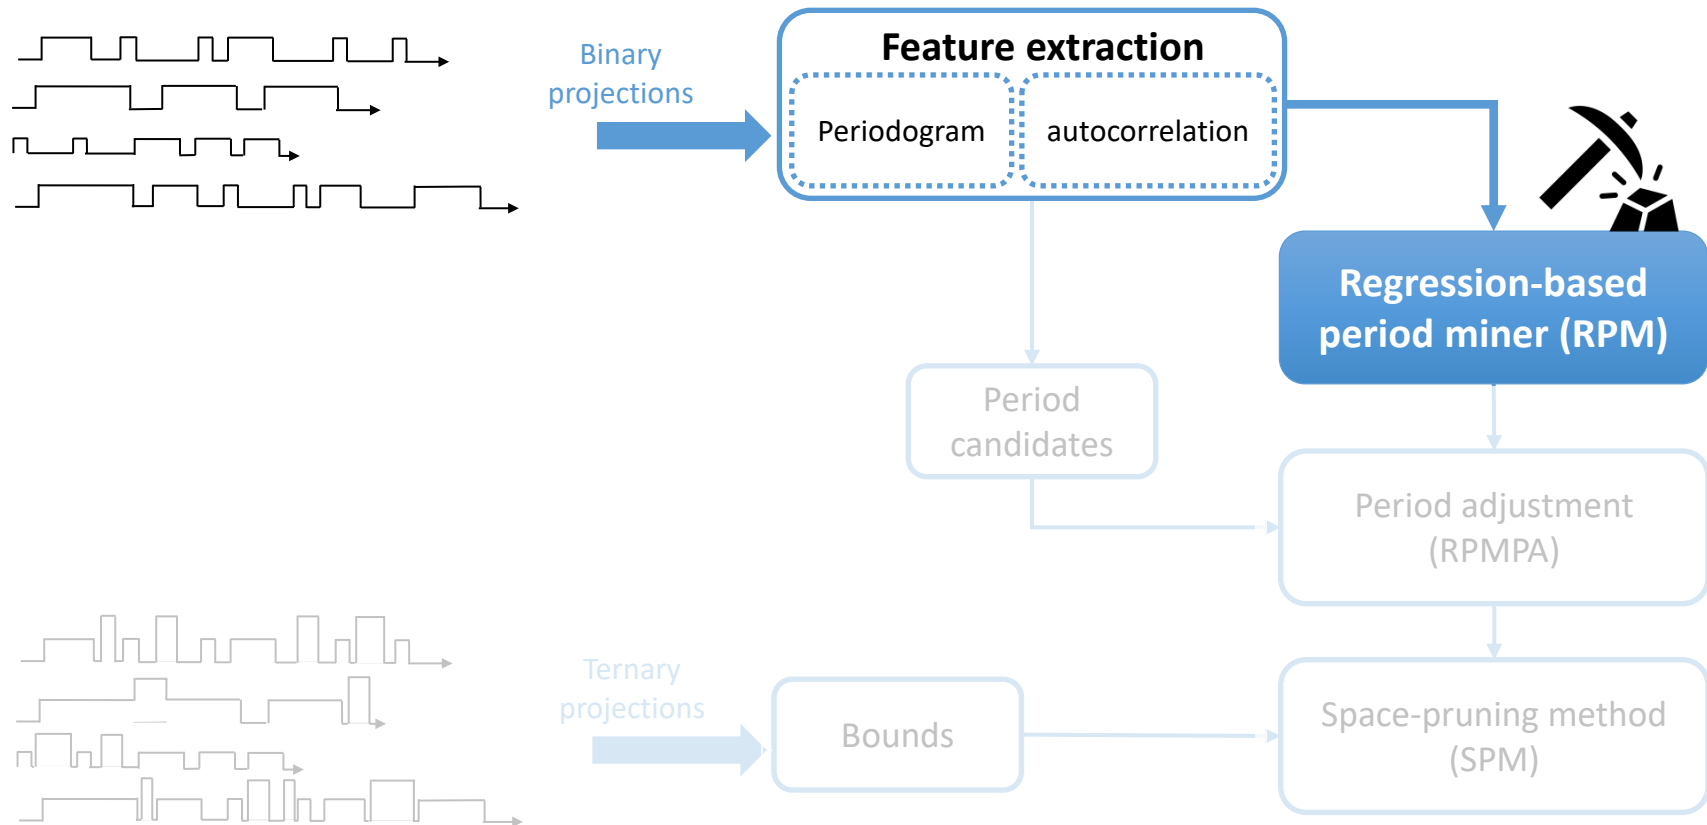 Binary
projections
Feature extraction
Periodogram
autocorrelation
Regression-based
period miner (RPM)
Period
candidates
Period adjustment
(RPMPA)
Ternary
projections
Bounds
Space-pruning method
(SPM)